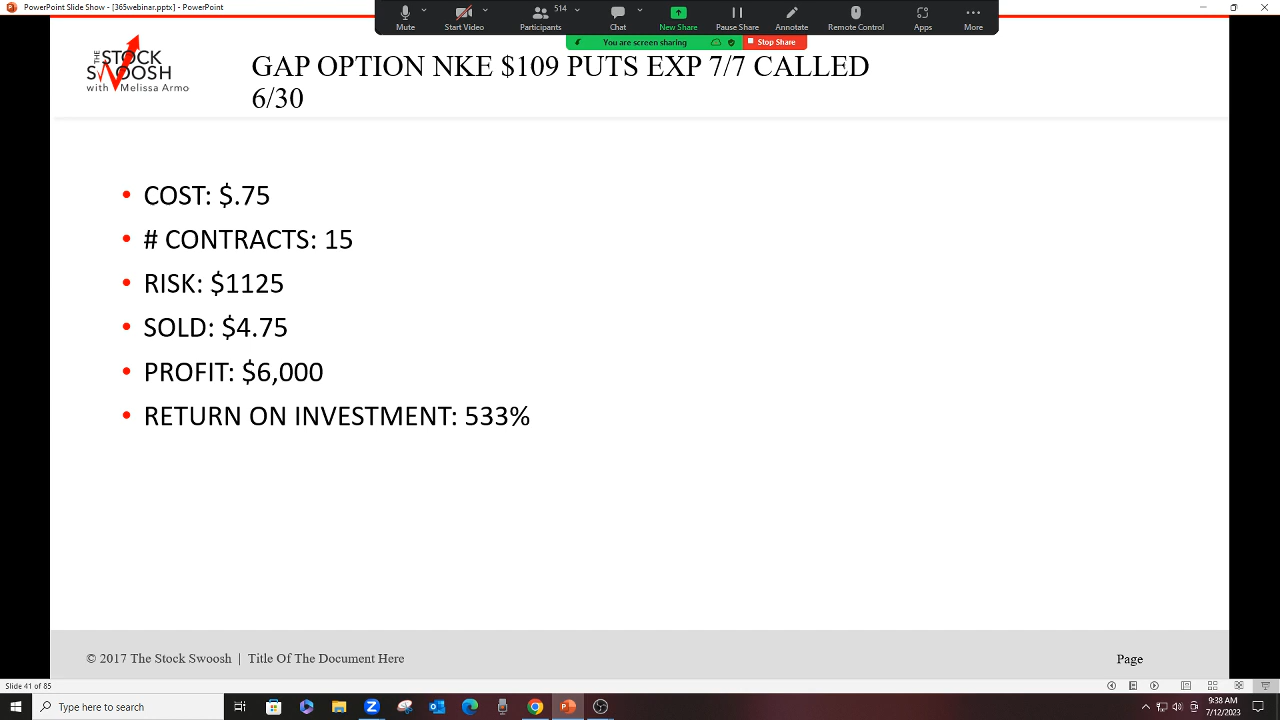 PowerPoint Slide Show - [365webinar.pptx] - PowerPoint
514
Mute
Start Video
Participants
Chat
New Share
Pause Share
Annotate
Remote Control
Apps
More
You are screen sharing
Stop Share
THE STOCK
SWOOSH
with Melissa Armo
GAP OPTION NKE $109 PUTS EXP 7/7 CALLED
6/30
• COST: $.75
• # CONTRACTS: 15
• RISK: $1125
• SOLD: $4.75
• PROFIT: $6,000
• RETURN ON INVESTMENT: 533%
© 2017 The Stock Swoosh | Title Of The Document Here
Page
Slide 41 of 85
Type here to search
9:38 AM
7/12/2023